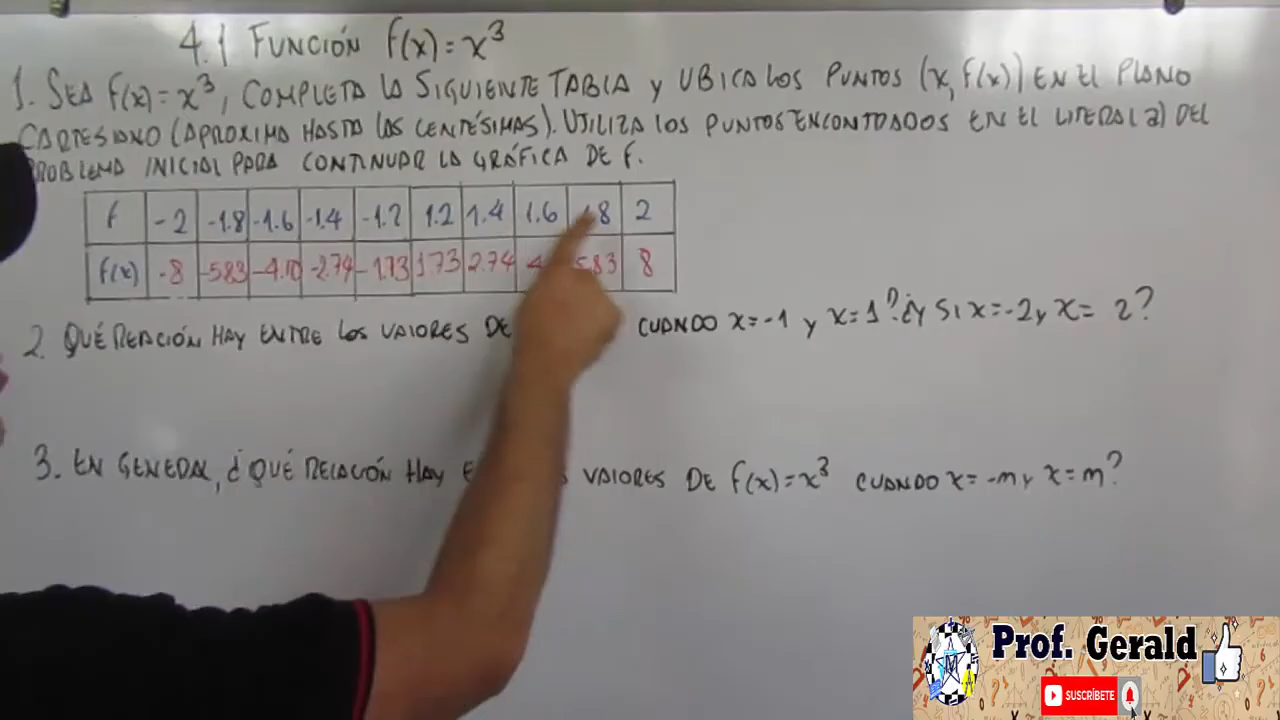 4.1 FUNCIÓN f(x)=x³
1. SEA f(x)=x³, COMPLETA LA SIGUIENTE TABLA y UBICA LOS PUNTOS (x, f(x)) EN EL PLANO
CARTESIANO (APROXIMA HASTA LAS CENTÉSIMAS). UTILIZA LOS PUNTOS ENCONTRADOS EN EL LITERAL a) DEL
PROBLEMA INICIAL PARA CONTINUAR LA GRÁFICA DE F.
f -2 -1.8 -1.6 -1.4 -1.2 1.2 1.4 1.6 1.8 2
f(x) -8 -5.83 -4.10 -2.74 -1.73 1.73 2.74 5.83 8
2. QUÉ RELACIÓN HAY ENTRE LOS VALORES DE CUANDO x=-1 y x=1? ¿y SI x=-2 y x= 2?
3. EN GENERAL, ¿QUÉ RELACIÓN HAY VALORES DE f(x)=x³ CUANDO x=-m y x=m?
Prof. Gerald
SUSCRÍBETE